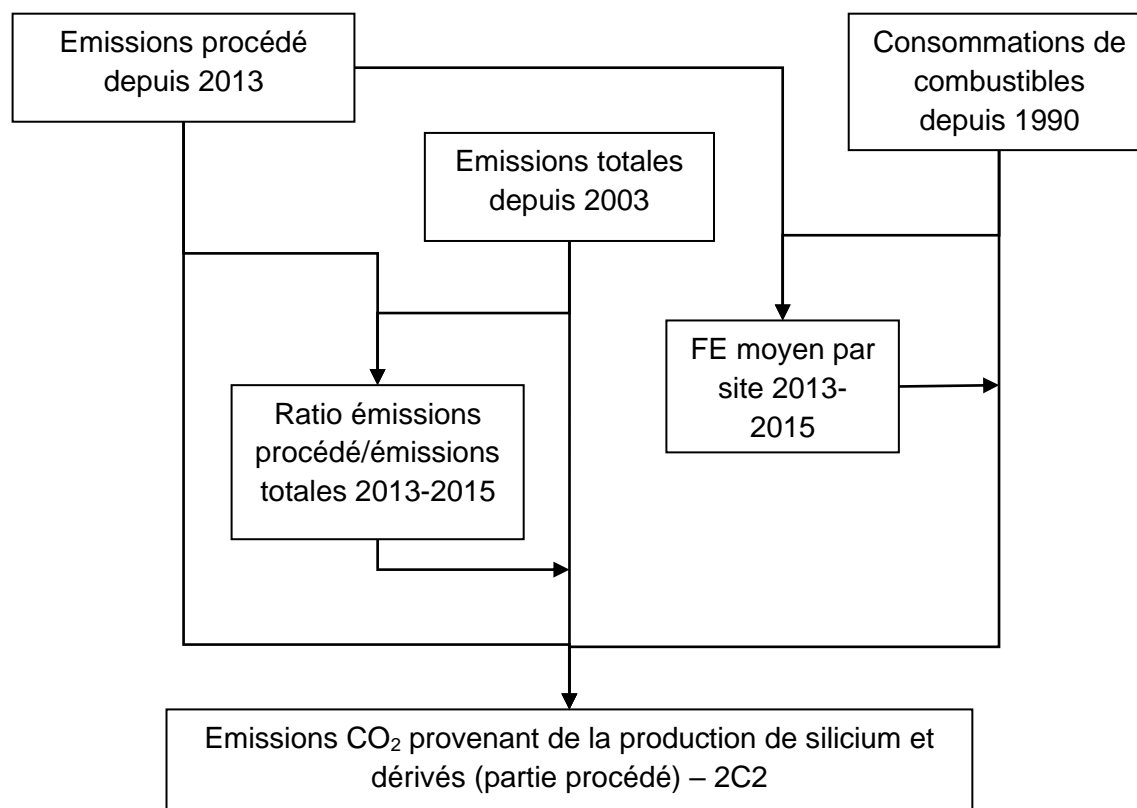 Emissions procédé
depuis 2013
Consommations de
combustibles
depuis 1990
Emissions totales
depuis 2003
FE moyen par
site 2013-
2015
Ratio émissions
procédé/émissions
totales 2013-2015
Emissions CO₂ provenant de la production de silicium et
dérivés (partie procédé) – 2C2